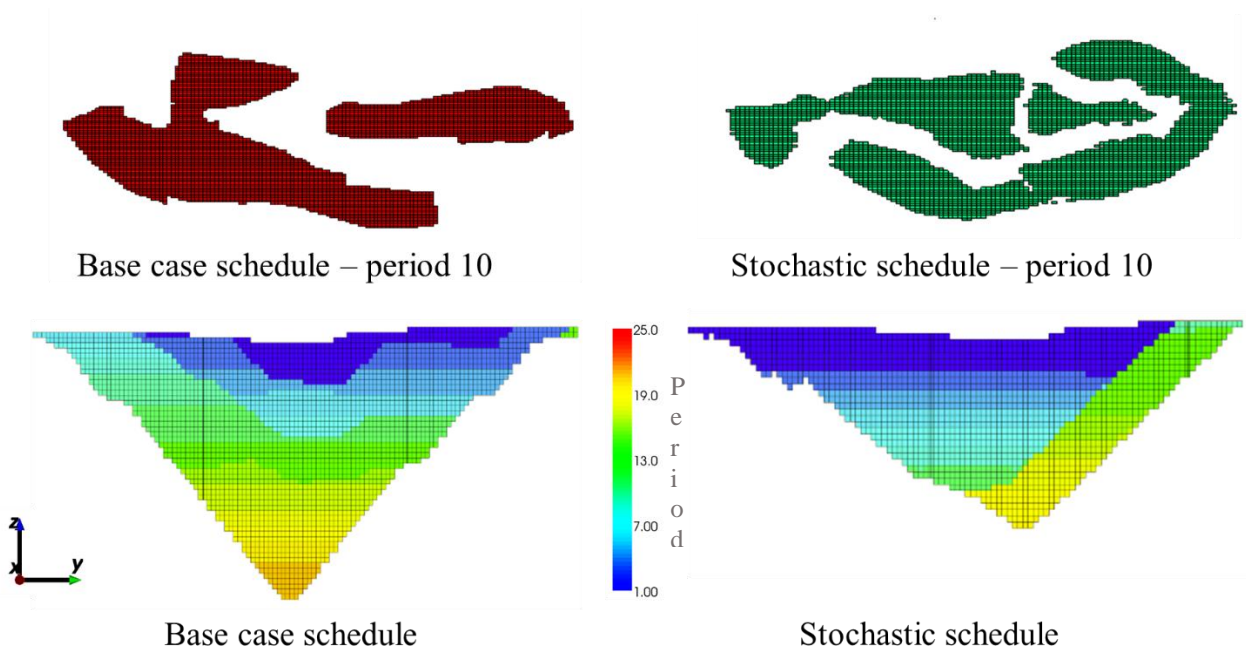 Base case schedule – period 10
Stochastic schedule – period 10
25.0
19.0
13.0
7.00
1.00
Period
z
x
y
Base case schedule
Stochastic schedule